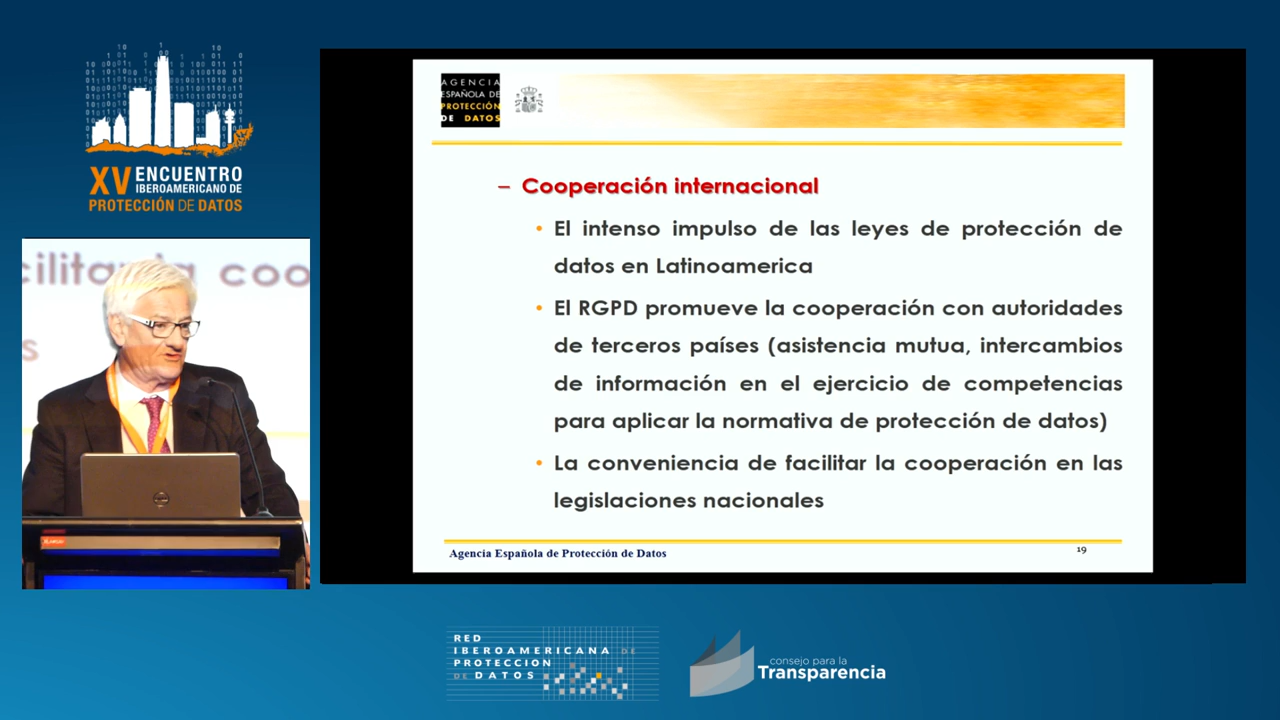 XV ENCUENTRO
IBEROAMERICANO DE
PROTECCIÓN DE DATOS
cilitar la coo
s
AGENCIA
ESPAÑOLA DE
PROTECCIÓN
DE DATOS
– Cooperación internacional
• El intenso impulso de las leyes de protección de
datos en Latinoamerica
• El RGPD promueve la cooperación con autoridades
de terceros países (asistencia mutua, intercambios
de información en el ejercicio de competencias
para aplicar la normativa de protección de datos)
• La conveniencia de facilitar la cooperación en las
legislaciones nacionales
Agencia Española de Protección de Datos
19
RED
IBEROAMERICANA DE
PROTECCION
DE DATOS
consejo para la
Transparencia